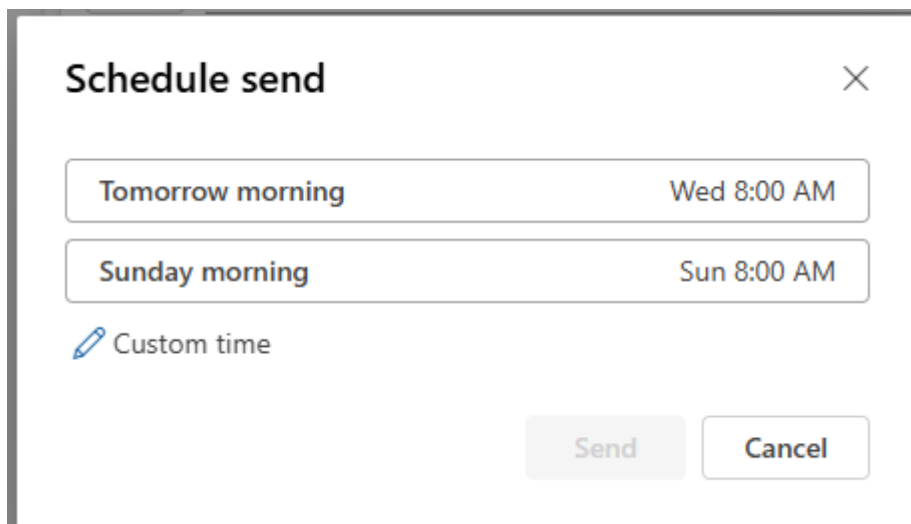 Schedule send
Tomorrow morning Wed 8:00 AM
Sunday morning Sun 8:00 AM
Custom time
Send Cancel